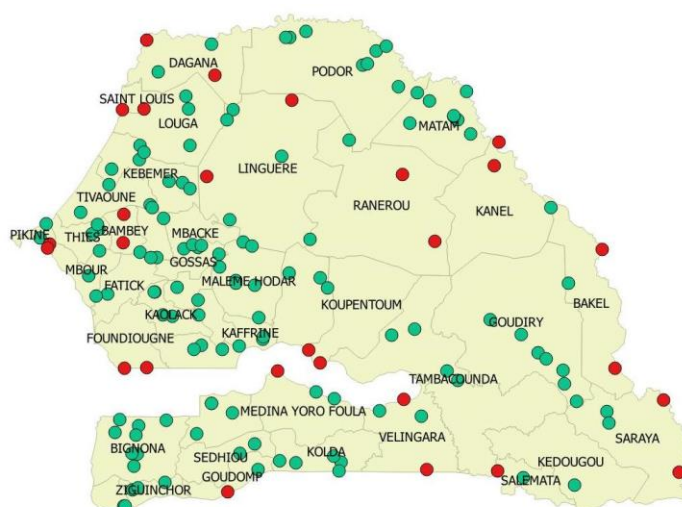 DAGANA
PODOR
SAINT LOUIS
LOUGA
MATAM
LINGUERE
KEBEMER
TIVAOUNE
RANEROU
KANEL
PIKINE
THIES
BAMBEY
MBACKE
GOSSAS
MBOUR
FATICK
MALEME HODAR
KOUPENTOUM
BAKEL
KAOLACK
GOUDIRY
FOUNDIOUGNE
KAFFRINE
TAMBACOUNDA
MEDINA YORO FOULA
VELINGARA
SARAYA
BIGNONA
SEDHIOU
KOLDA
KEDOUGOU
GOUDOMP
SALEMATA
ZIGUINCHOR